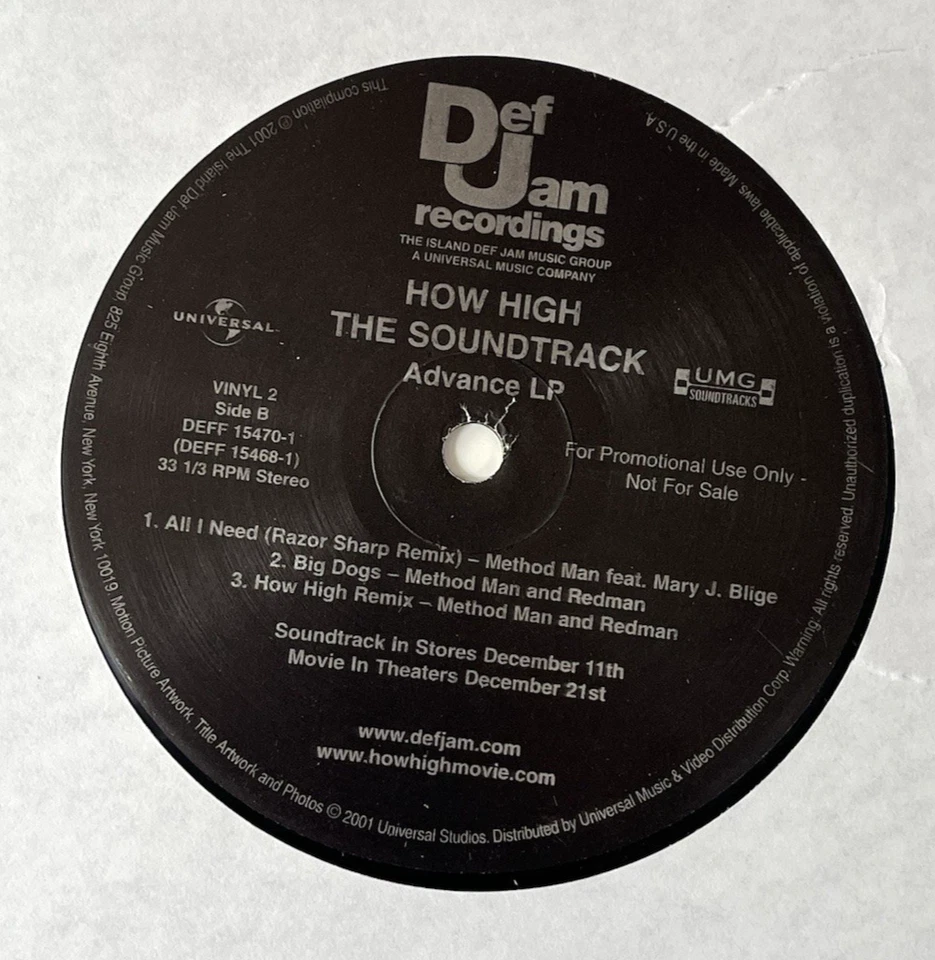 Def
Jam
recordings
THE ISLAND DEF JAM MUSIC GROUP
A UNIVERSAL MUSIC COMPANY
HOW HIGH
THE SOUNDTRACK
Advance LP
UNIVERSAL
UMG
SOUNDTRACKS
VINYL 2
Side B
DEFF 15470-1
(DEFF 15468-1)
33 1/3 RPM Stereo
For Promotional Use Only -
Not For Sale
1. All I Need (Razor Sharp Remix) – Method Man feat. Mary J. Blige
2. Big Dogs – Method Man and Redman
3. How High Remix – Method Man and Redman
Soundtrack in Stores December 11th
Movie In Theaters December 21st
www.defjam.com
www.howhighmovie.com
This compilation ℗ 2001 The Island Def Jam Music Group, 825 Eighth Avenue, New York, New York 10019. Motion Picture Artwork, Title Artwork and Photos © 2001 Universal Studios. Distributed by Universal Music & Video Distribution Corp. Warning: All rights reserved. Unauthorized duplication is a violation of applicable laws. Made in the U.S.A.